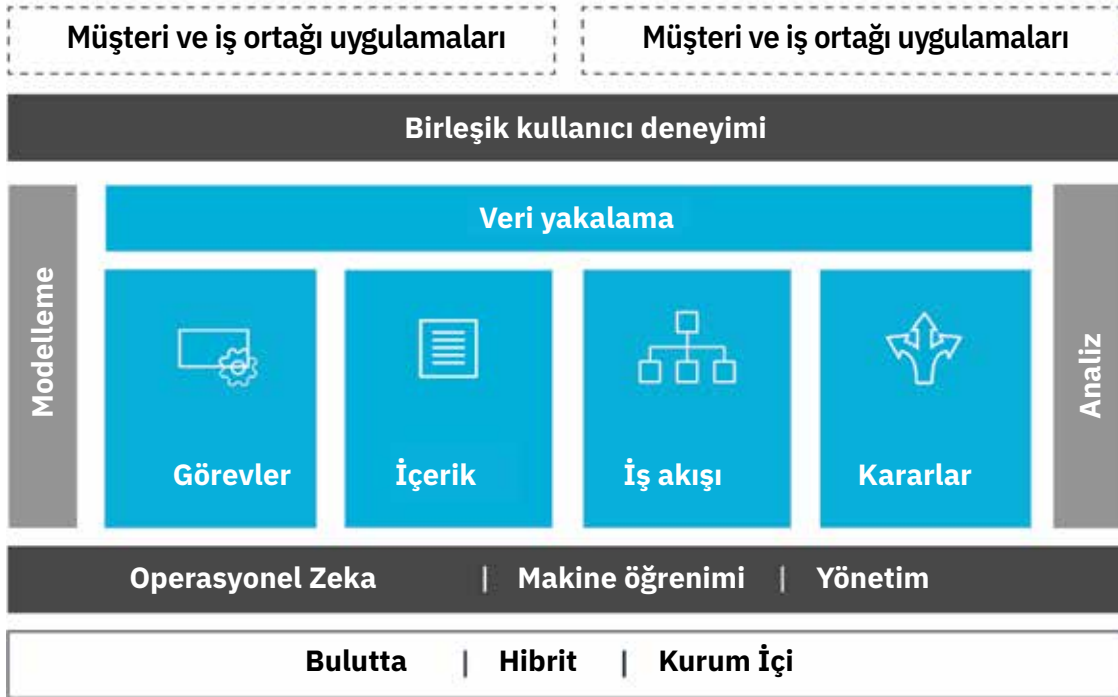 Müşteri ve iş ortağı uygulamaları
Müşteri ve iş ortağı uygulamaları
Birleşik kullanıcı deneyimi
Modelleme
Veri yakalama
Görevler
İçerik
İş akışı
Kararlar
Analiz
Operasyonel Zeka | Makine öğrenimi | Yönetim
Bulutta | Hibrit | Kurum İçi